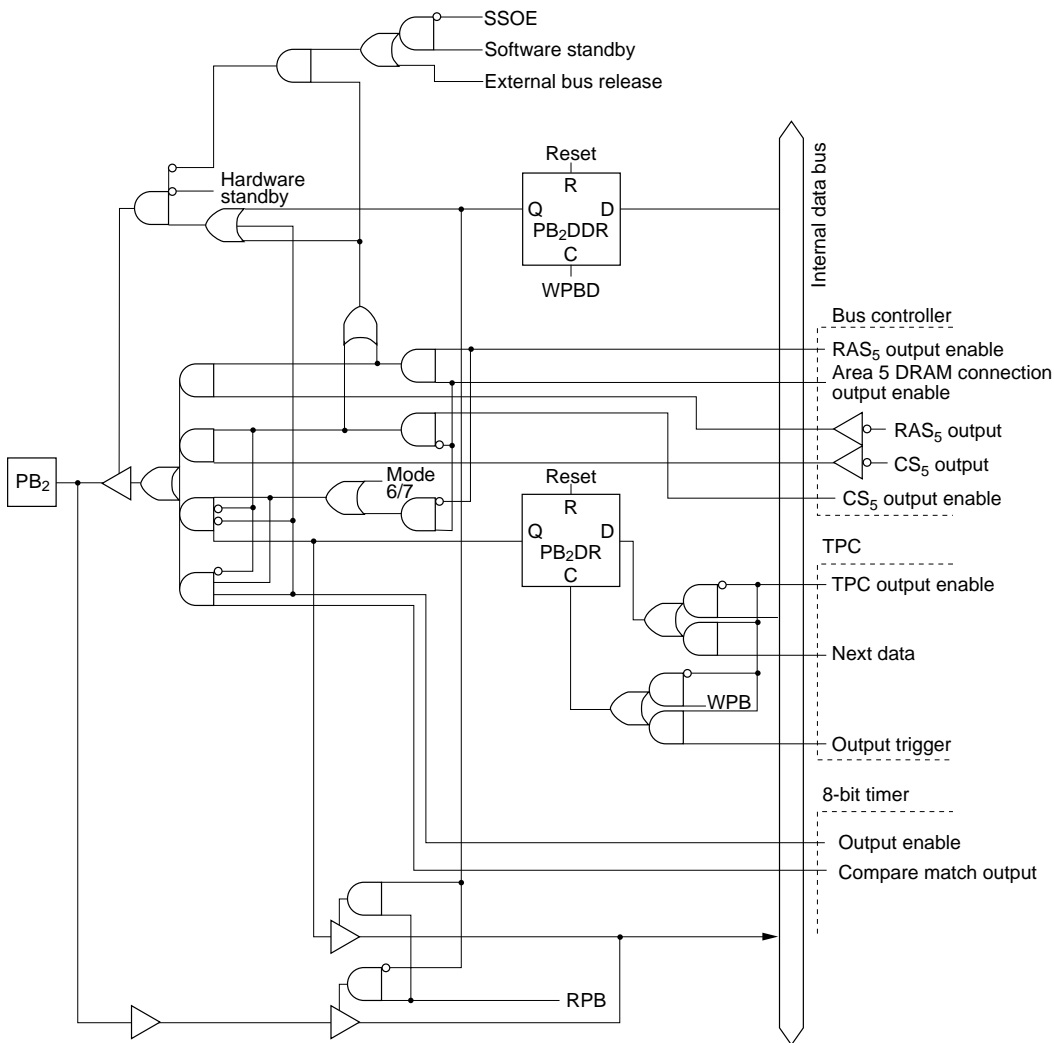 SSOE
Software standby
External bus release
Hardware
standby
Reset
R
Q D
PB2DDR
C
WPBD
Internal data bus
Bus controller
RAS5 output enable
Area 5 DRAM connection
output enable
RAS5 output
CS5 output
CS5 output enable
Mode
6/7
PB2
Reset
R
Q D
PB2DR
C
TPC
TPC output enable
Next data
WPB
Output trigger
8-bit timer
Output enable
Compare match output
RPB